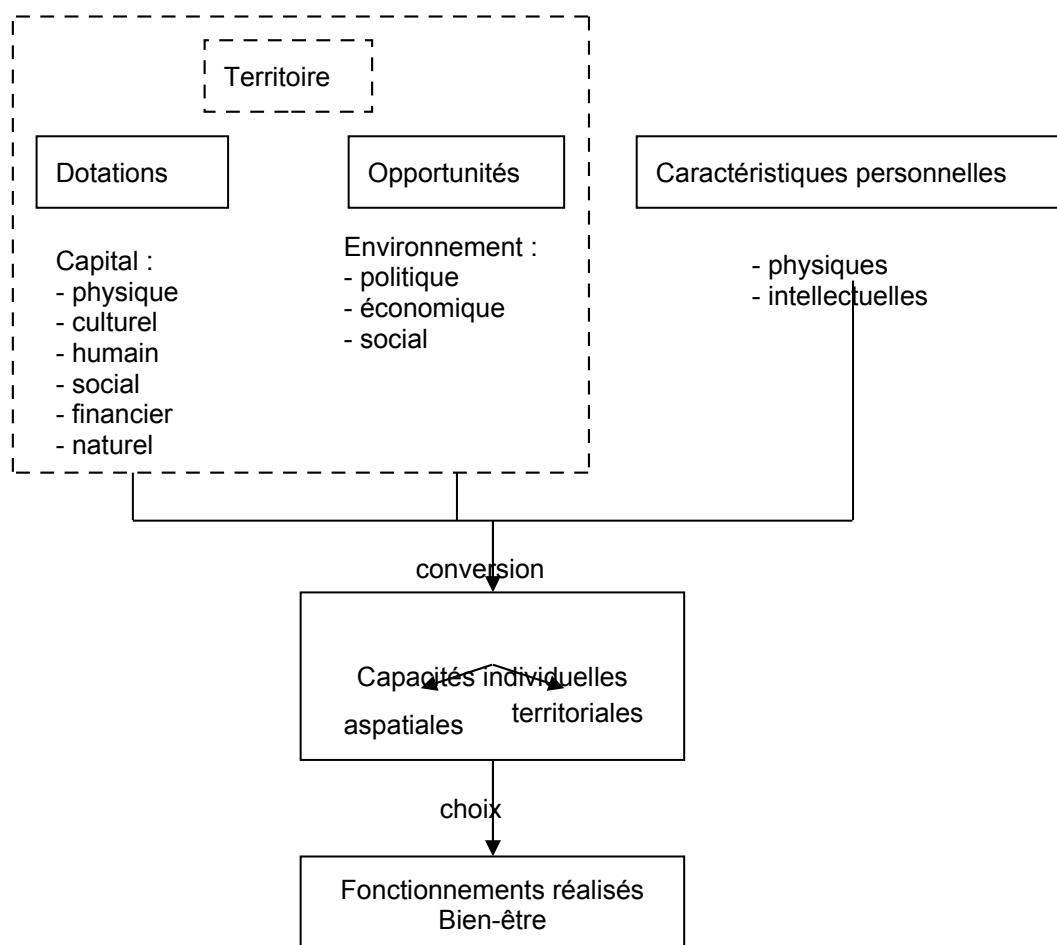 Territoire
Dotations
Opportunités
Caractéristiques personnelles
Capital :
- physique
- culturel
- humain
- social
- financier
- naturel
Environnement :
- politique
- économique
- social
- physiques
- intellectuelles
conversion
Capacités individuelles
aspatiales
territoriales
choix
Fonctionnements réalisés
Bien-être